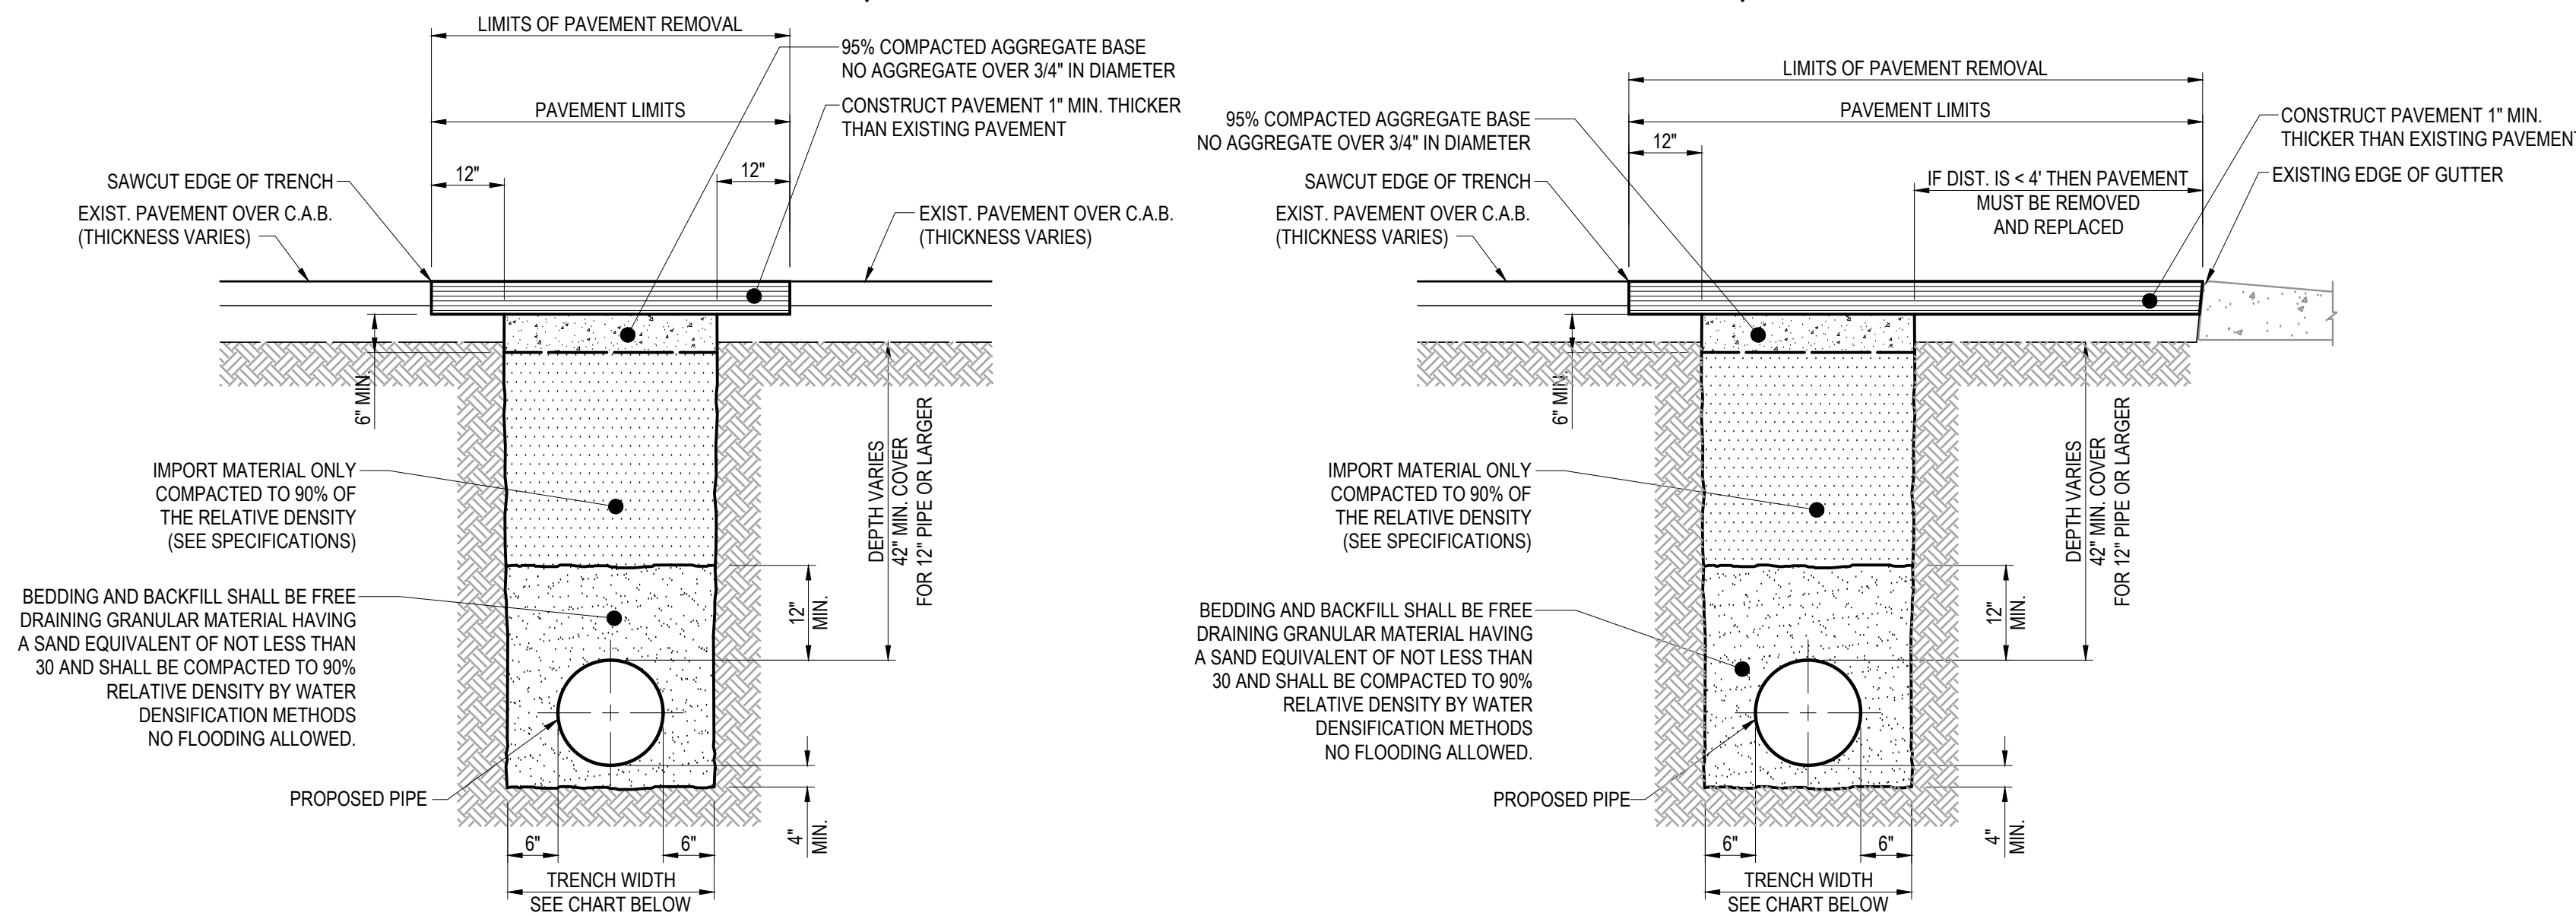 LIMITS OF PAVEMENT REMOVAL
95% COMPACTED AGGREGATE BASE
NO AGGREGATE OVER 3/4" IN DIAMETER
PAVEMENT LIMITS
CONSTRUCT PAVEMENT 1" MIN. THICKER
THAN EXISTING PAVEMENT
12"
12"
SAWCUT EDGE OF TRENCH
EXIST. PAVEMENT OVER C.A.B.
(THICKNESS VARIES)
EXIST. PAVEMENT OVER C.A.B.
(THICKNESS VARIES)
6" MIN.
IMPORT MATERIAL ONLY
COMPACTED TO 90% OF
THE RELATIVE DENSITY
(SEE SPECIFICATIONS)
DEPTH VARIES
42" MIN. COVER
FOR 12" PIPE OR LARGER
BEDDING AND BACKFILL SHALL BE FREE
DRAINING GRANULAR MATERIAL HAVING
A SAND EQUIVALENT OF NOT LESS THAN
30 AND SHALL BE COMPACTED TO 90%
RELATIVE DENSITY BY WATER
DENSIFICATION METHODS
NO FLOODING ALLOWED.
12"
MIN.
PROPOSED PIPE
4"
MIN.
6"
6"
TRENCH WIDTH
SEE CHART BELOW
LIMITS OF PAVEMENT REMOVAL
PAVEMENT LIMITS
95% COMPACTED AGGREGATE BASE
NO AGGREGATE OVER 3/4" IN DIAMETER
CONSTRUCT PAVEMENT 1" MIN.
THICKER THAN EXISTING PAVEMENT
12"
SAWCUT EDGE OF TRENCH
IF DIST. IS < 4' THEN PAVEMENT
MUST BE REMOVED
AND REPLACED
EXISTING EDGE OF GUTTER
EXIST. PAVEMENT OVER C.A.B.
(THICKNESS VARIES)
6" MIN.
IMPORT MATERIAL ONLY
COMPACTED TO 90% OF
THE RELATIVE DENSITY
(SEE SPECIFICATIONS)
DEPTH VARIES
42" MIN. COVER
FOR 12" PIPE OR LARGER
BEDDING AND BACKFILL SHALL BE FREE
DRAINING GRANULAR MATERIAL HAVING
A SAND EQUIVALENT OF NOT LESS THAN
30 AND SHALL BE COMPACTED TO 90%
RELATIVE DENSITY BY WATER
DENSIFICATION METHODS
NO FLOODING ALLOWED.
12"
MIN.
PROPOSED PIPE
4"
MIN.
6"
6"
TRENCH WIDTH
SEE CHART BELOW